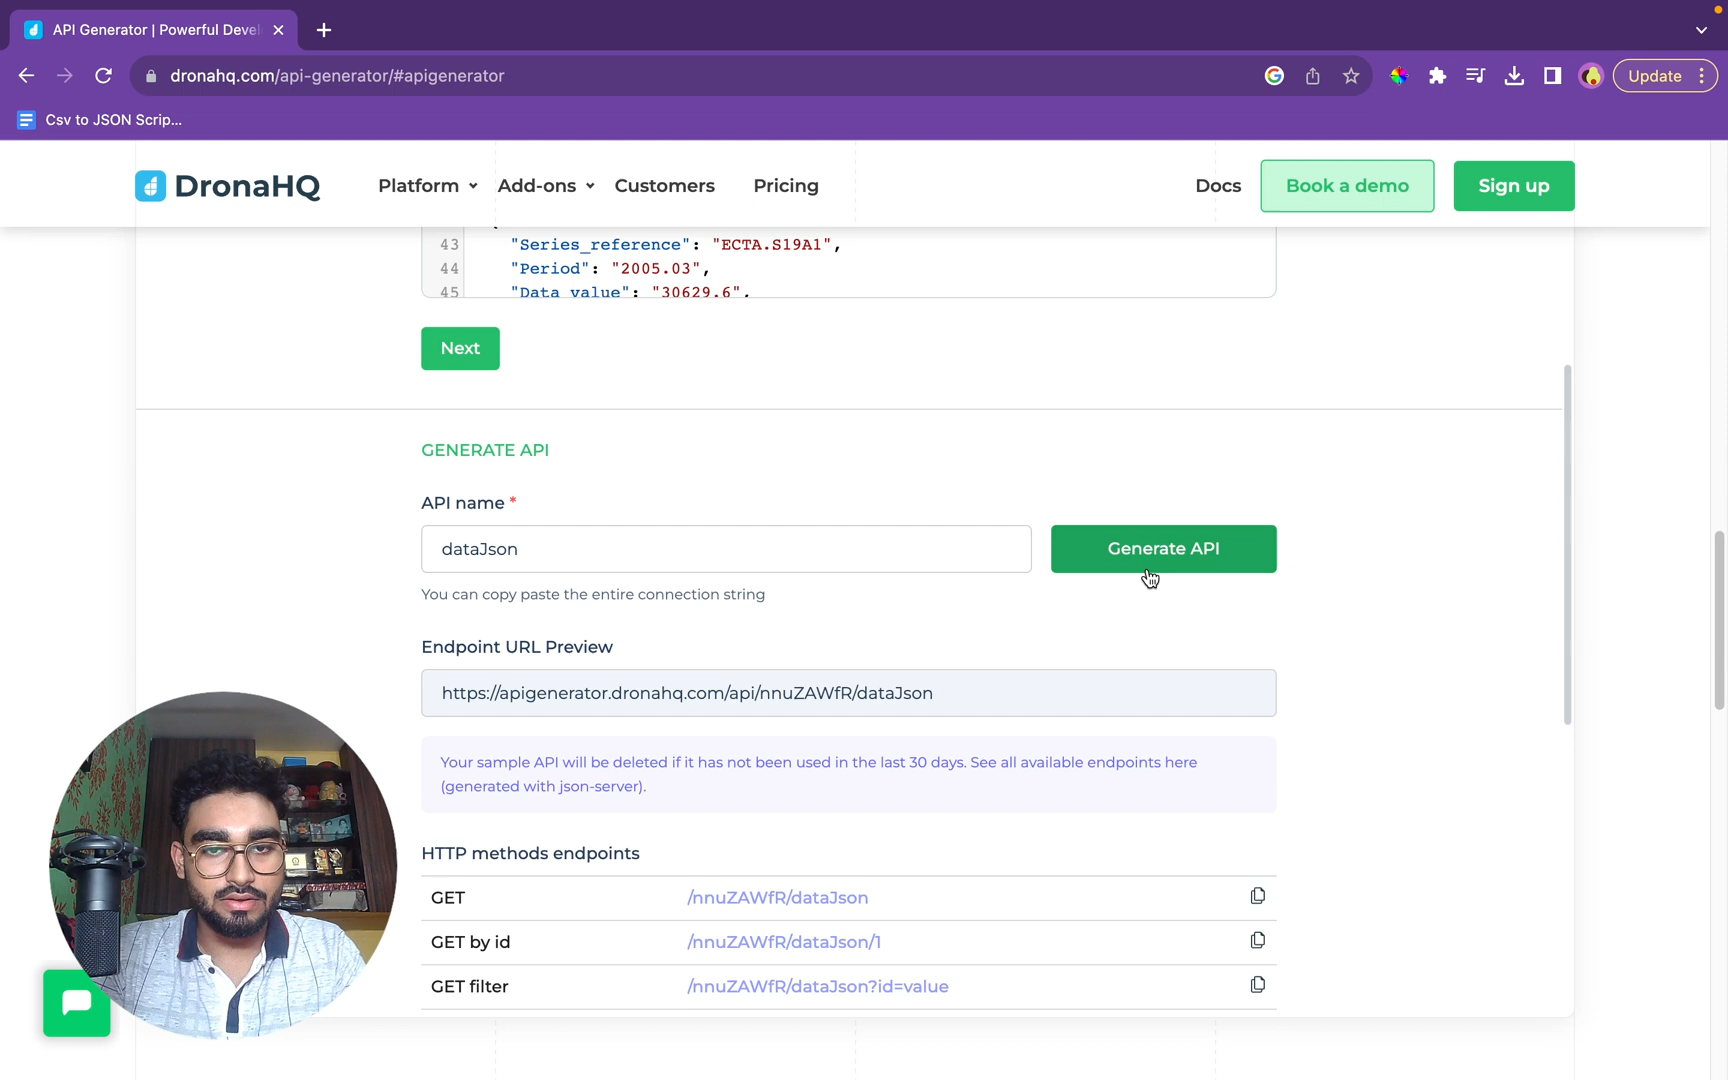 API Generator | Powerful Devel
dronahq.com/api-generator/#apigenerator
Update
Csv to JSON Scrip...
DronaHQ
Platform
Add-ons
Customers
Pricing
Docs
Book a demo
Sign up
43 "Series_reference": "ECTA.S19A1",
44 "Period": "2005.03",
45 "Data_value": "30629.6",
Next
GENERATE API
API name *
dataJson
Generate API
You can copy paste the entire connection string
Endpoint URL Preview
https://apigenerator.dronahq.com/api/nnuZAWfR/dataJson
Your sample API will be deleted if it has not been used in the last 30 days. See all available endpoints here
(generated with json-server).
HTTP methods endpoints
GET /nnuZAWfR/dataJson
GET by id /nnuZAWfR/dataJson/1
GET filter /nnuZAWfR/dataJson?id=value